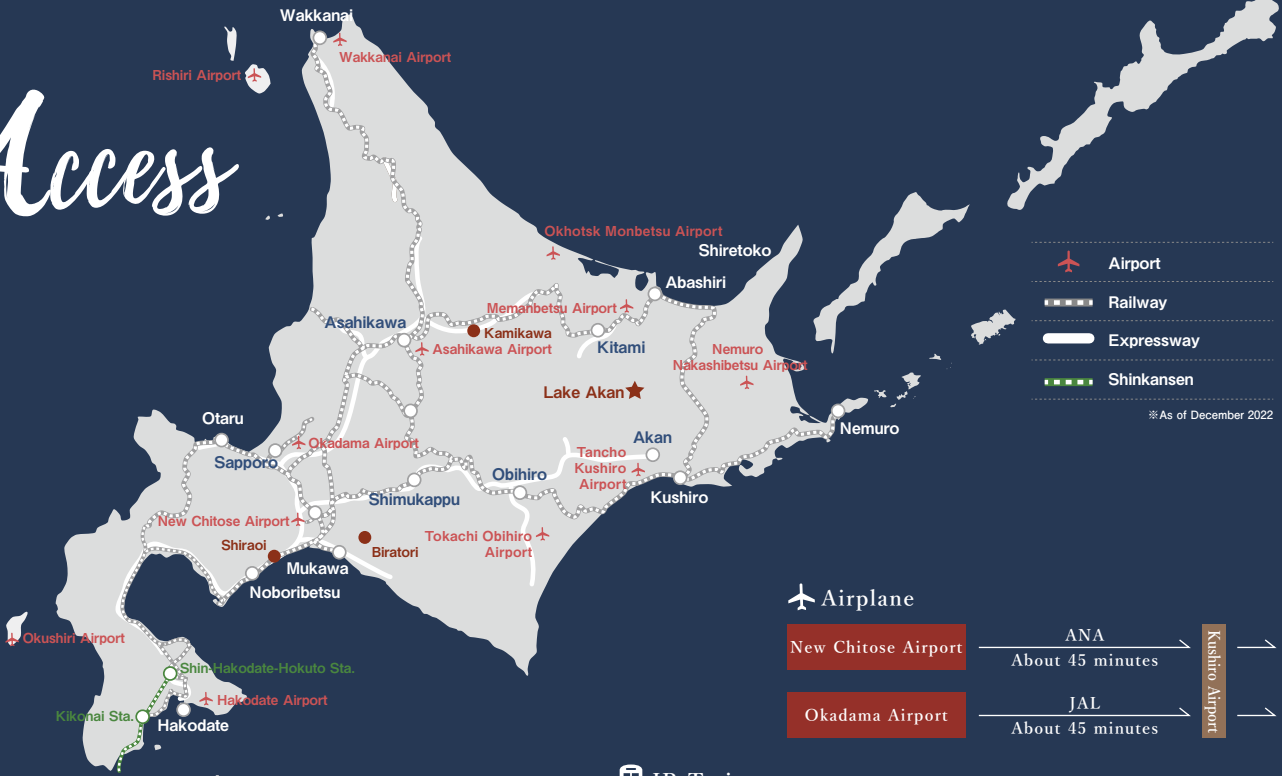 Access
Wakkanai
Wakkanai Airport
Rishiri Airport
Okhotsk Monbetsu Airport
Shiretoko
Abashiri
Memanbetsu Airport
Asahikawa
Kamikawa
Asahikawa Airport
Kitami
Nemuro
Nakashibetsu Airport
Lake Akan
Otaru
Okadama Airport
Sapporo
Akan
Nemuro
Tancho
Kushiro
Airport
Obihiro
Shimukappu
Kushiro
New Chitose Airport
Tokachi Obihiro
Airport
Shiraoi
Biratori
Mukawa
Noboribetsu
Okushiri Airport
Shin-Hakodate-Hokuto Sta.
Hakodate Airport
Kikonai Sta.
Hakodate
Airport
Railway
Expressway
Shinkansen
※As of December 2022
Airplane
New Chitose Airport
ANA
About 45 minutes
Okadama Airport
JAL
About 45 minutes
Kushiro Airport